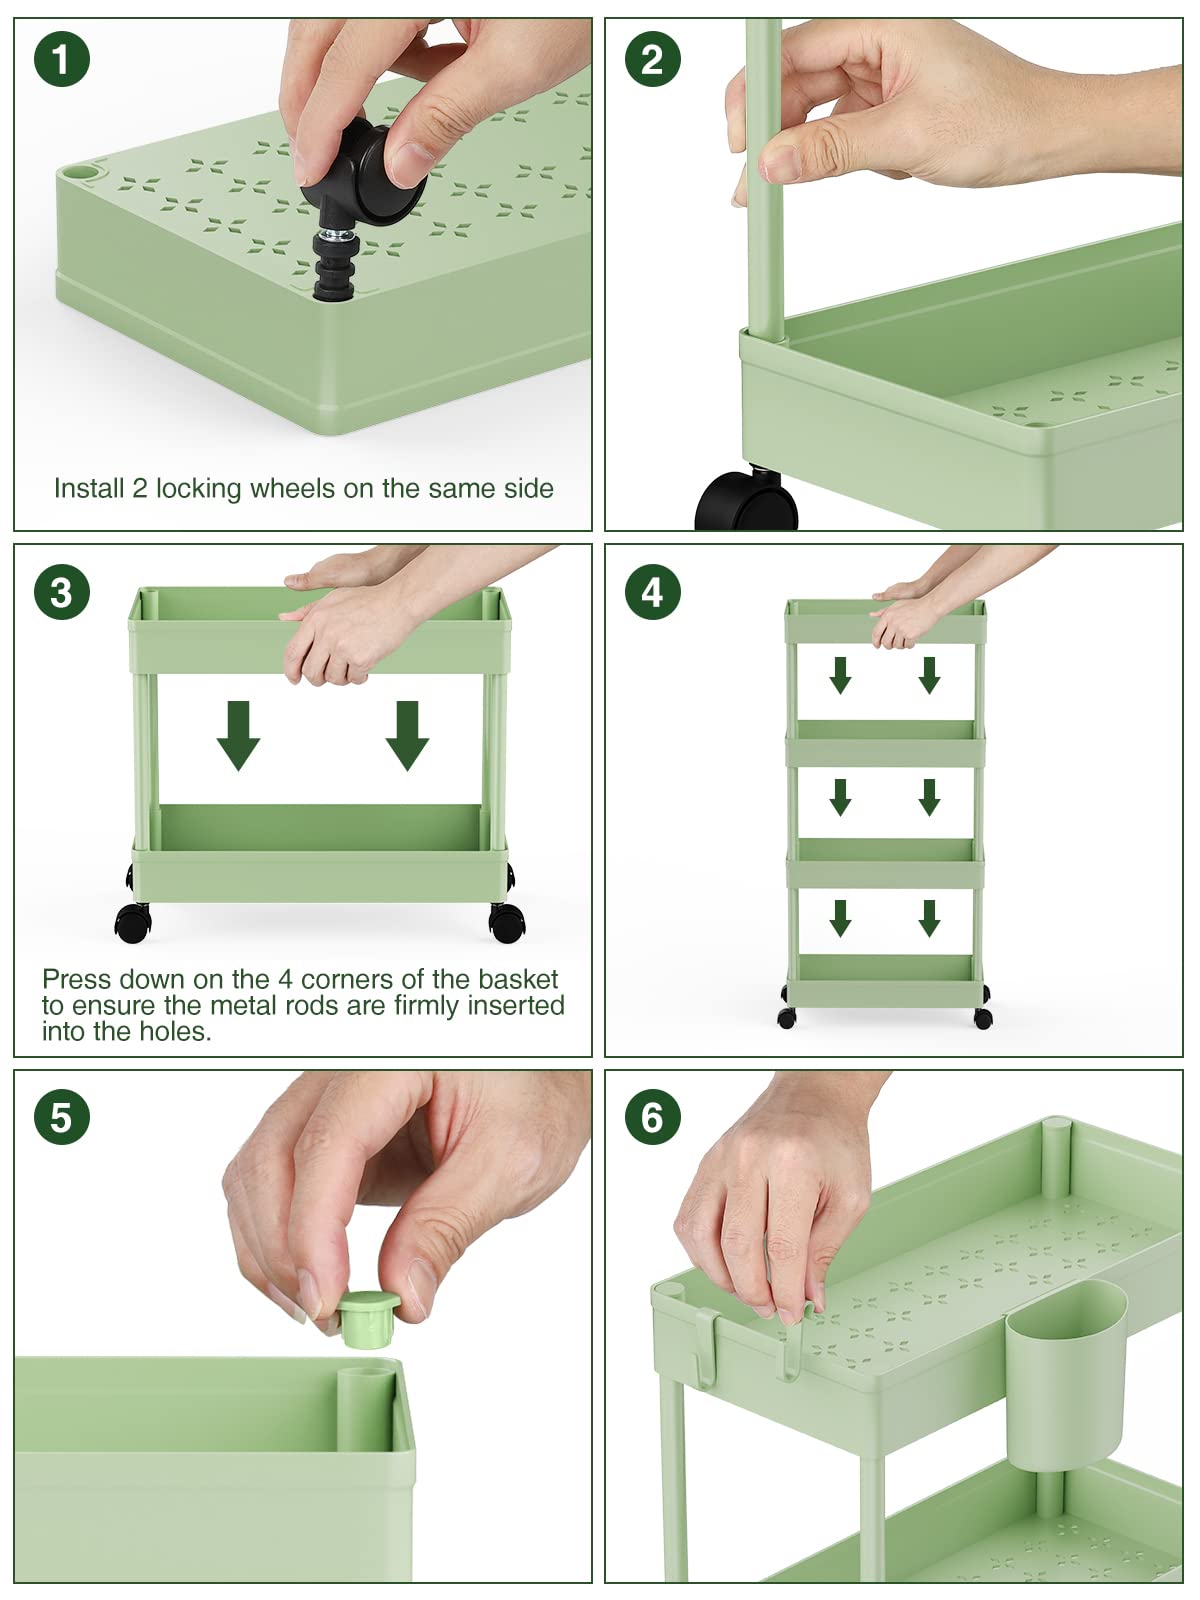 1
Install 2 locking wheels on the same side
2
3
Press down on the 4 corners of the basket
to ensure the metal rods are firmly inserted
into the holes.
4
5
6